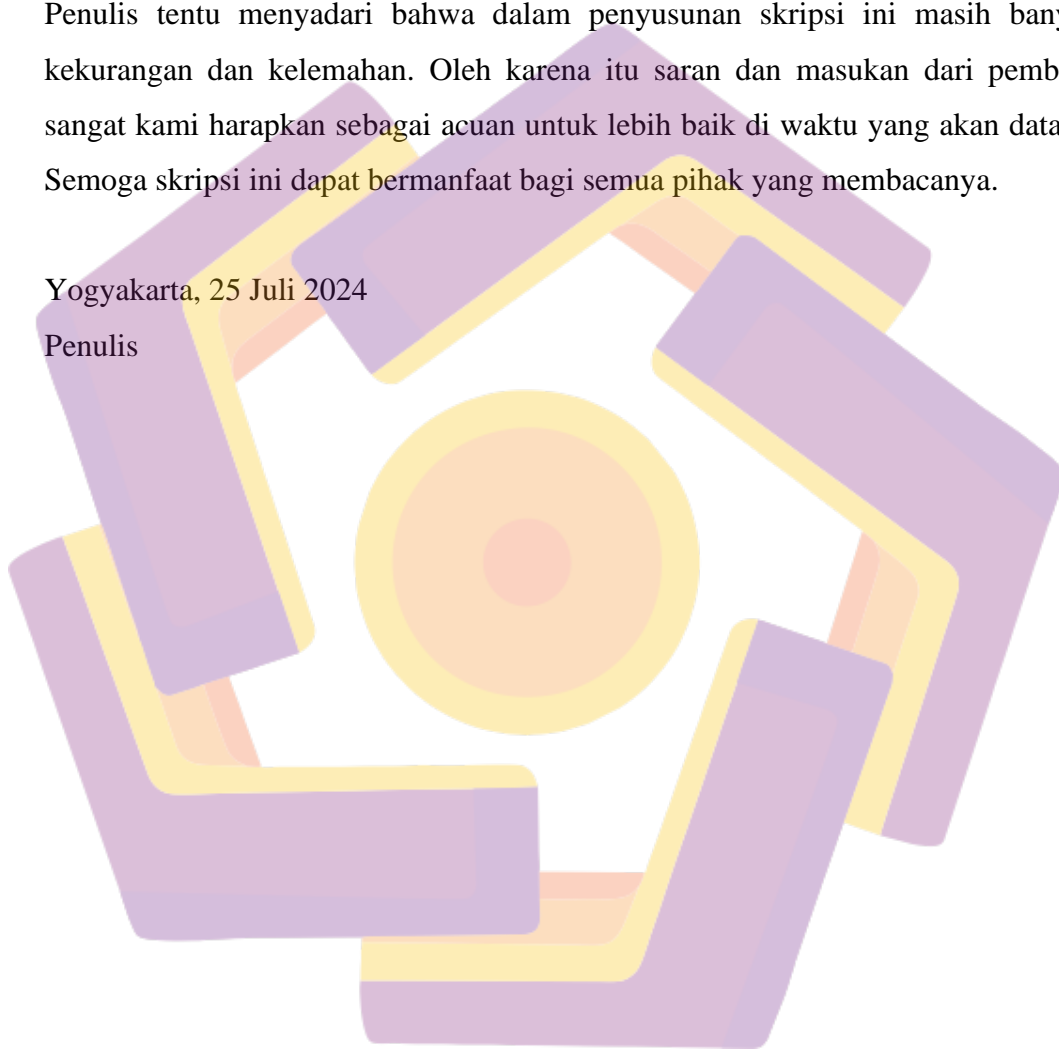 Penulis tentu menyadari bahwa dalam penyusunan skripsi ini masih bany
kekurangan dan kelemahan. Oleh karena itu saran dan masukan dari pemb
sangat kami harapkan sebagai acuan untuk lebih baik di waktu yang akan data
Semoga skripsi ini dapat bermanfaat bagi semua pihak yang membacanya.
Yogyakarta, 25 Juli 2024
Penulis